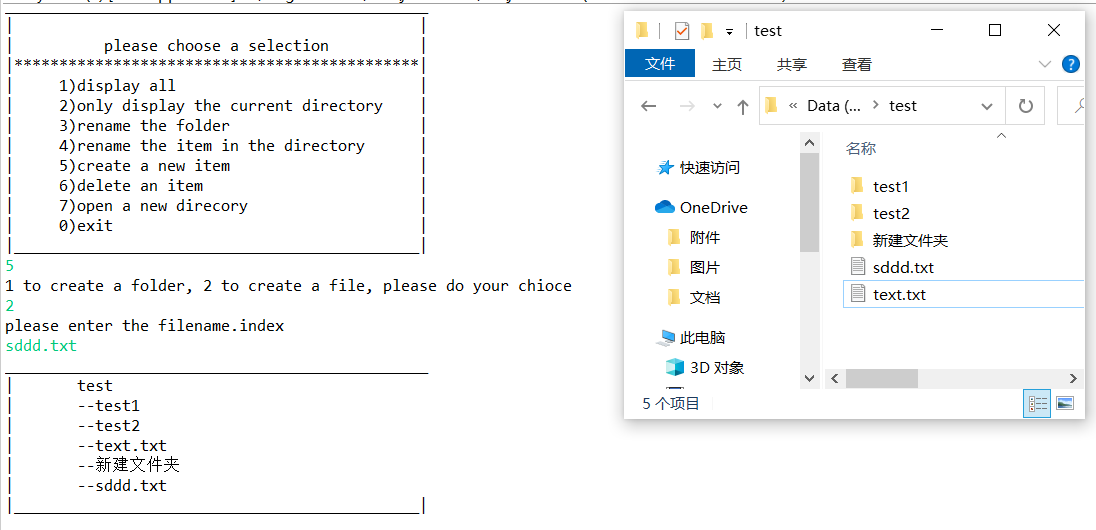 please choose a selection
*********************************************
1)display all
2)only display the current directory
3)rename the folder
4)rename the item in the directory
5)create a new item
6)delete an item
7)open a new direcory
0)exit
5
1 to create a folder, 2 to create a file, please do your chioce
2
please enter the filename.index
sddd.txt
test
--test1
--test2
--text.txt
--新建文件夹
--sddd.txt
test
文件 主页 共享 查看
« Data (... > test
快速访问
OneDrive
附件
图片
文档
此电脑
3D 对象
名称
test1
test2
新建文件夹
sddd.txt
text.txt
5 个项目